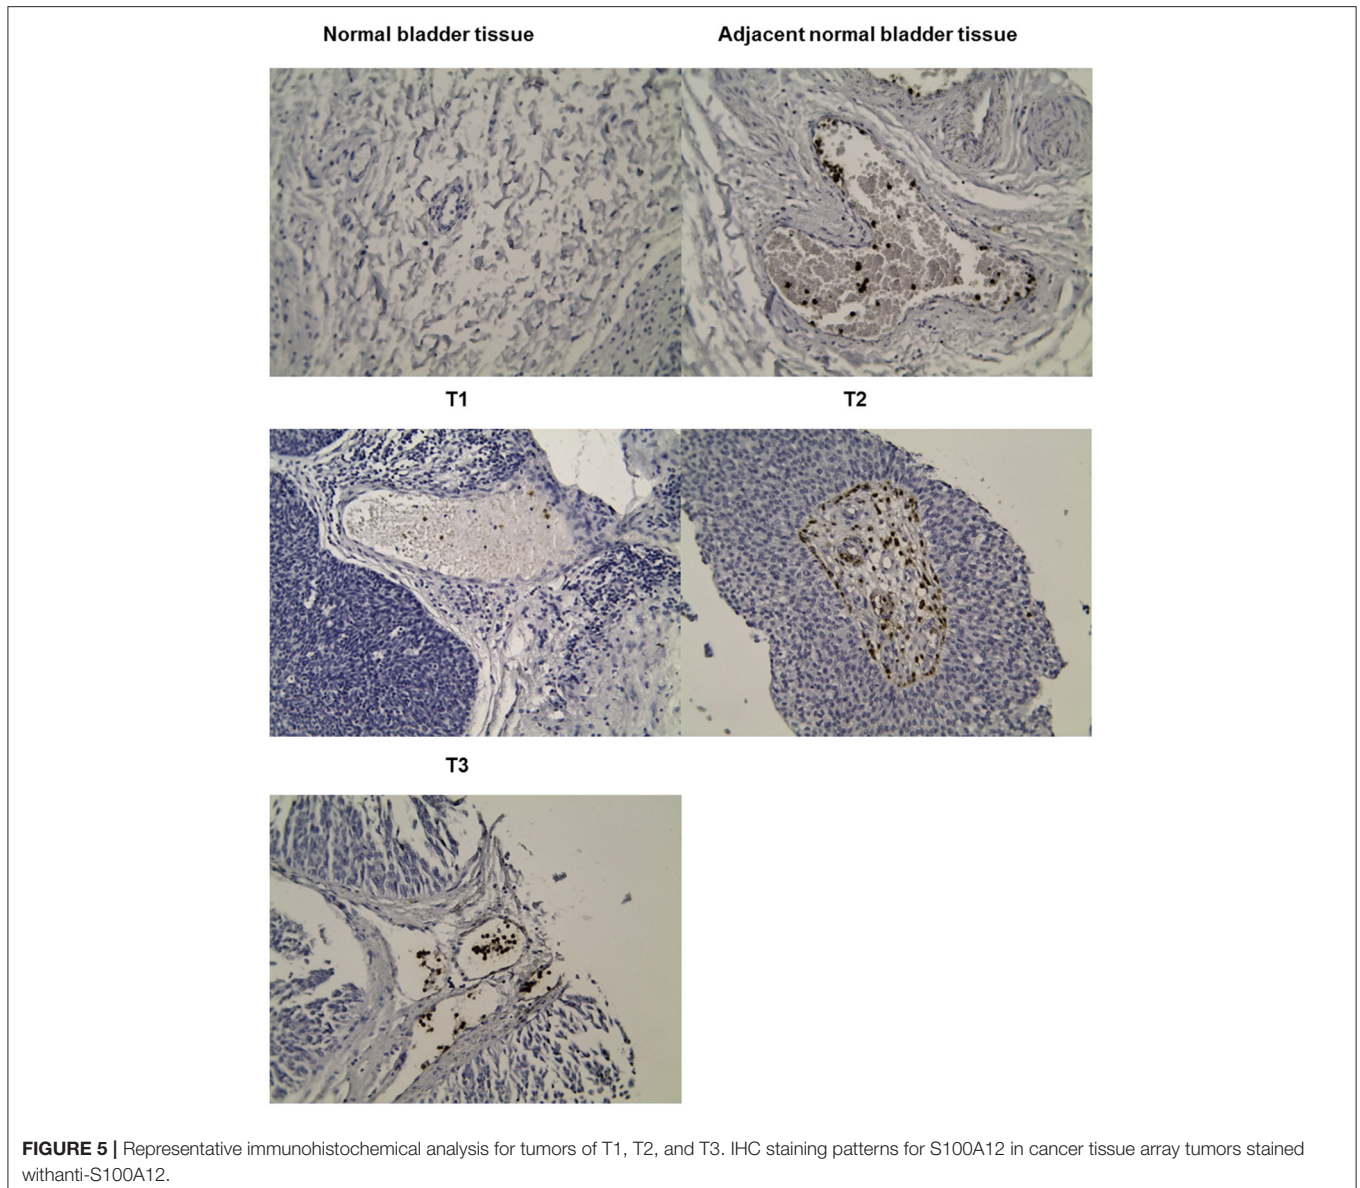 Normal bladder tissue
Adjacent normal bladder tissue
T1
T2
T3
FIGURE 5 | Representative immunohistochemical analysis for tumors of T1, T2, and T3. IHC staining patterns for S100A12 in cancer tissue array tumors stained
withanti-S100A12.